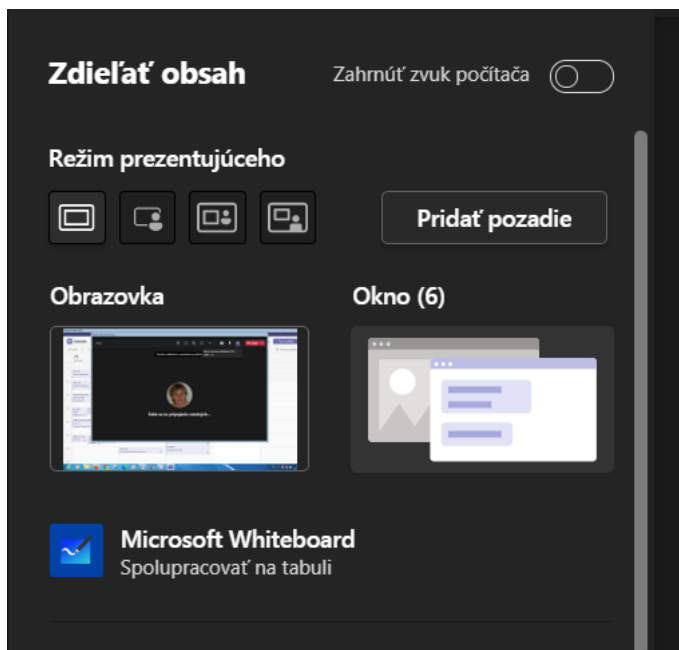 Zdieľať obsah
Zahrnúť zvuk počítača
Režim prezentujúceho
Pridať pozadie
Obrazovka
Okno (6)
Microsoft Whiteboard
Spolupracovať na tabuli